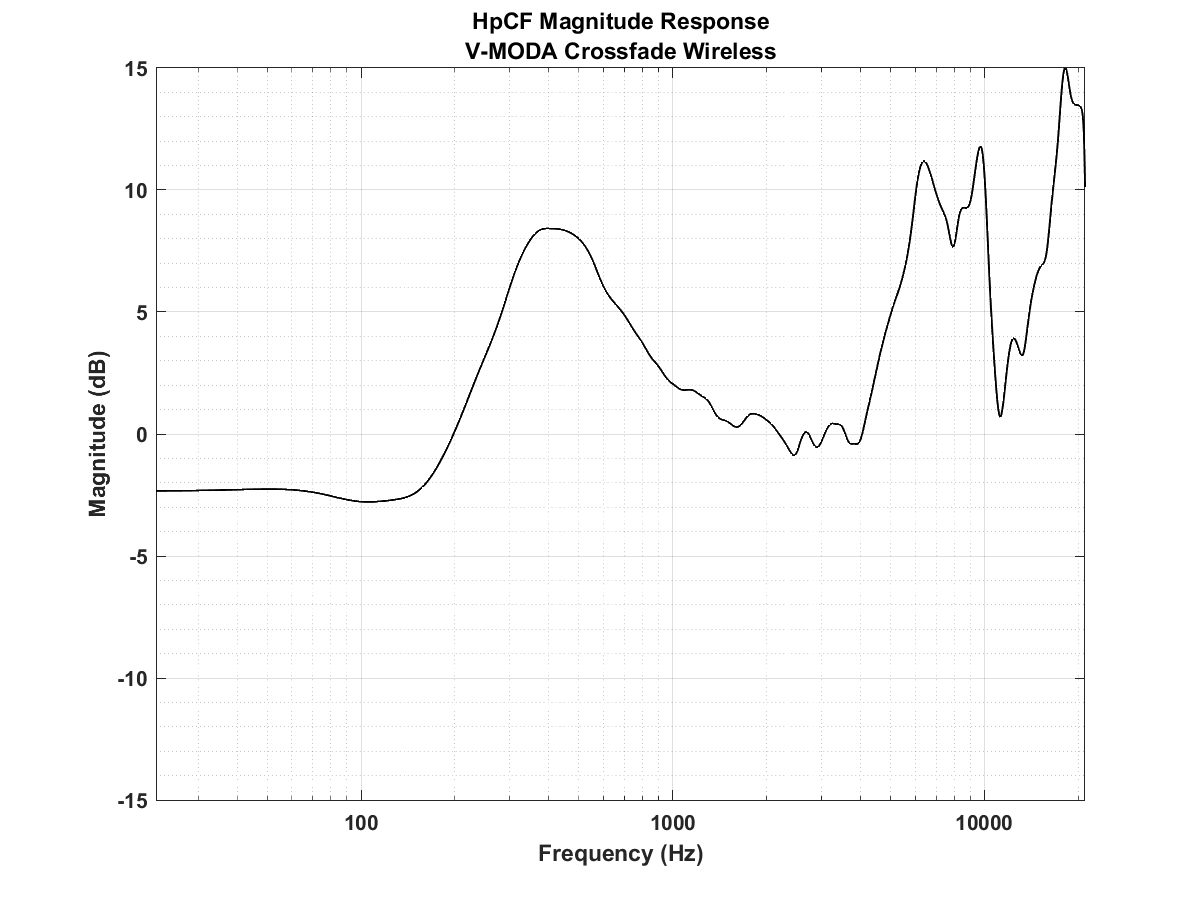 HpCF Magnitude Response
V-MODA Crossfade Wireless
15
10
5
0
-5
-10
-15
Magnitude (dB)
100
1000
10000
Frequency (Hz)